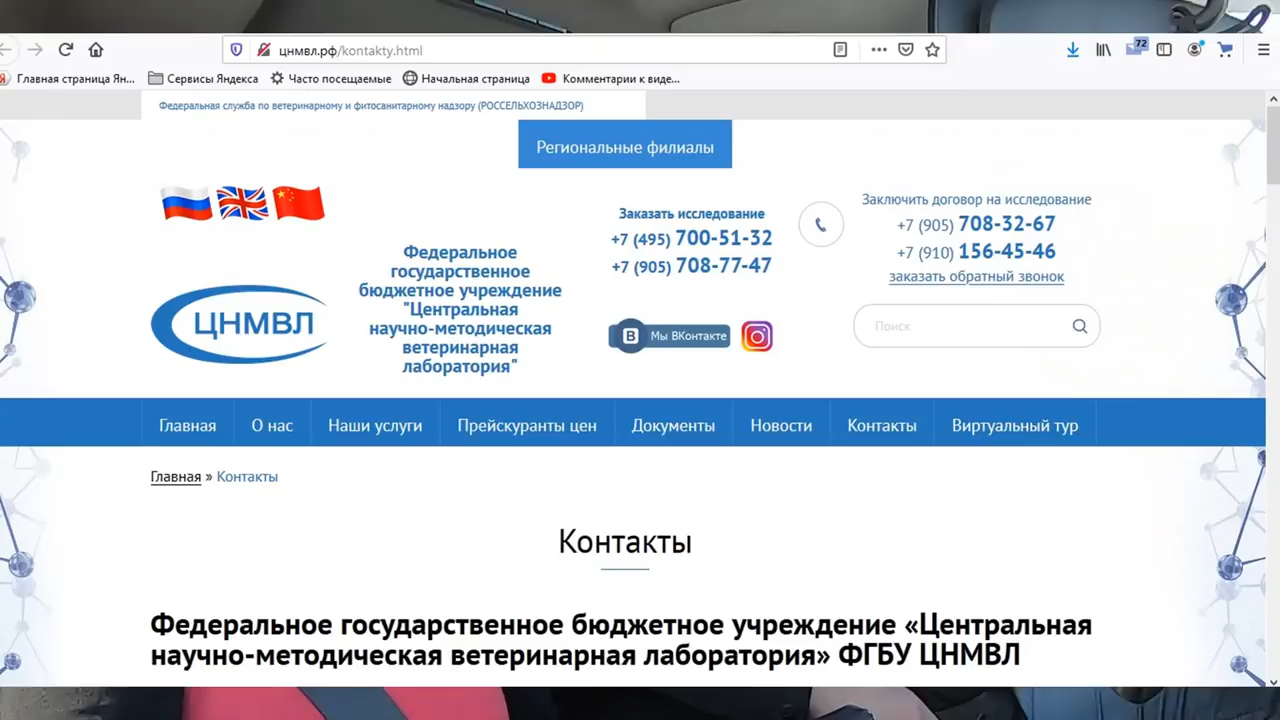 цнмвл.рф/kontakty.html
72
Главная страница Ян...
Сервисы Яндекса
Часто посещаемые
Начальная страница
Комментарии к виде...
Федеральная служба по ветеринарному и фитосанитарному надзору (РОССЕЛЬХОЗНАДЗОР)
Региональные филиалы
ЦНМВЛ
Федеральное
государственное
бюджетное учреждение
"Центральная
научно-методическая
ветеринарная
лаборатория"
Заказать исследование
+7 (495) 700-51-32
+7 (905) 708-77-47
В Мы ВКонтакте
Заключить договор на исследование
+7 (905) 708-32-67
+7 (910) 156-45-46
заказать обратный звонок
Поиск
Главная
О нас
Наши услуги
Прейскуранты цен
Документы
Новости
Контакты
Виртуальный тур
Главная » Контакты
Контакты
Федеральное государственное бюджетное учреждение «Центральная
научно-методическая ветеринарная лаборатория» ФГБУ ЦНМВЛ